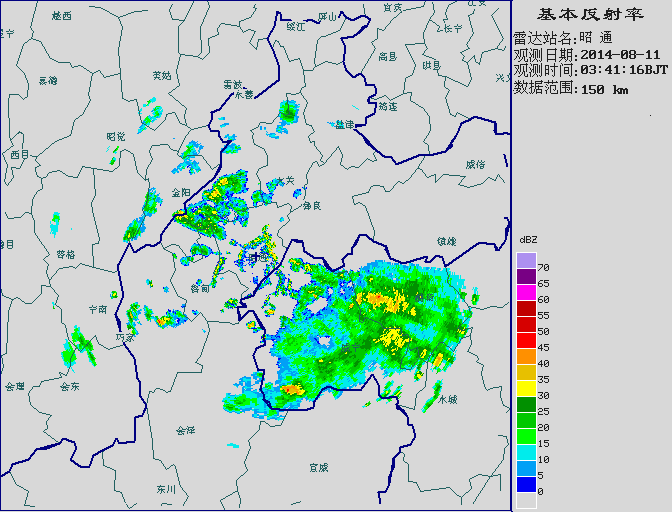 基本反射率
雷达站名:昭 通
观测日期:2014-08-11
观测时间:03:41:16BJT
数据范围:150 km
dBZ
70
65
60
55
50
45
40
35
30
25
20
15
10
5
0
越西
绥江
屏山
宜宾
长宁
高县
珙县
筠连
兴文
美姑
雷波
永善
喜德
昭觉
盐津
西昌
威信
金阳
大关
彝良
镇雄
普格
鲁甸
宁南
巧家
会理
会东
水城
会泽
宣威
东川